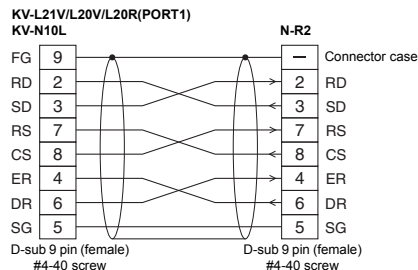 KV-L21V/L20V/L20R(PORT1)
KV-N10L N-R2
FG 9 – Connector case
RD 2 2 RD
SD 3 3 SD
RS 7 7 RS
CS 8 8 CS
ER 4 4 ER
DR 6 6 DR
SG 5 5 SG
D-sub 9 pin (female) D-sub 9 pin (female)
#4-40 screw #4-40 screw